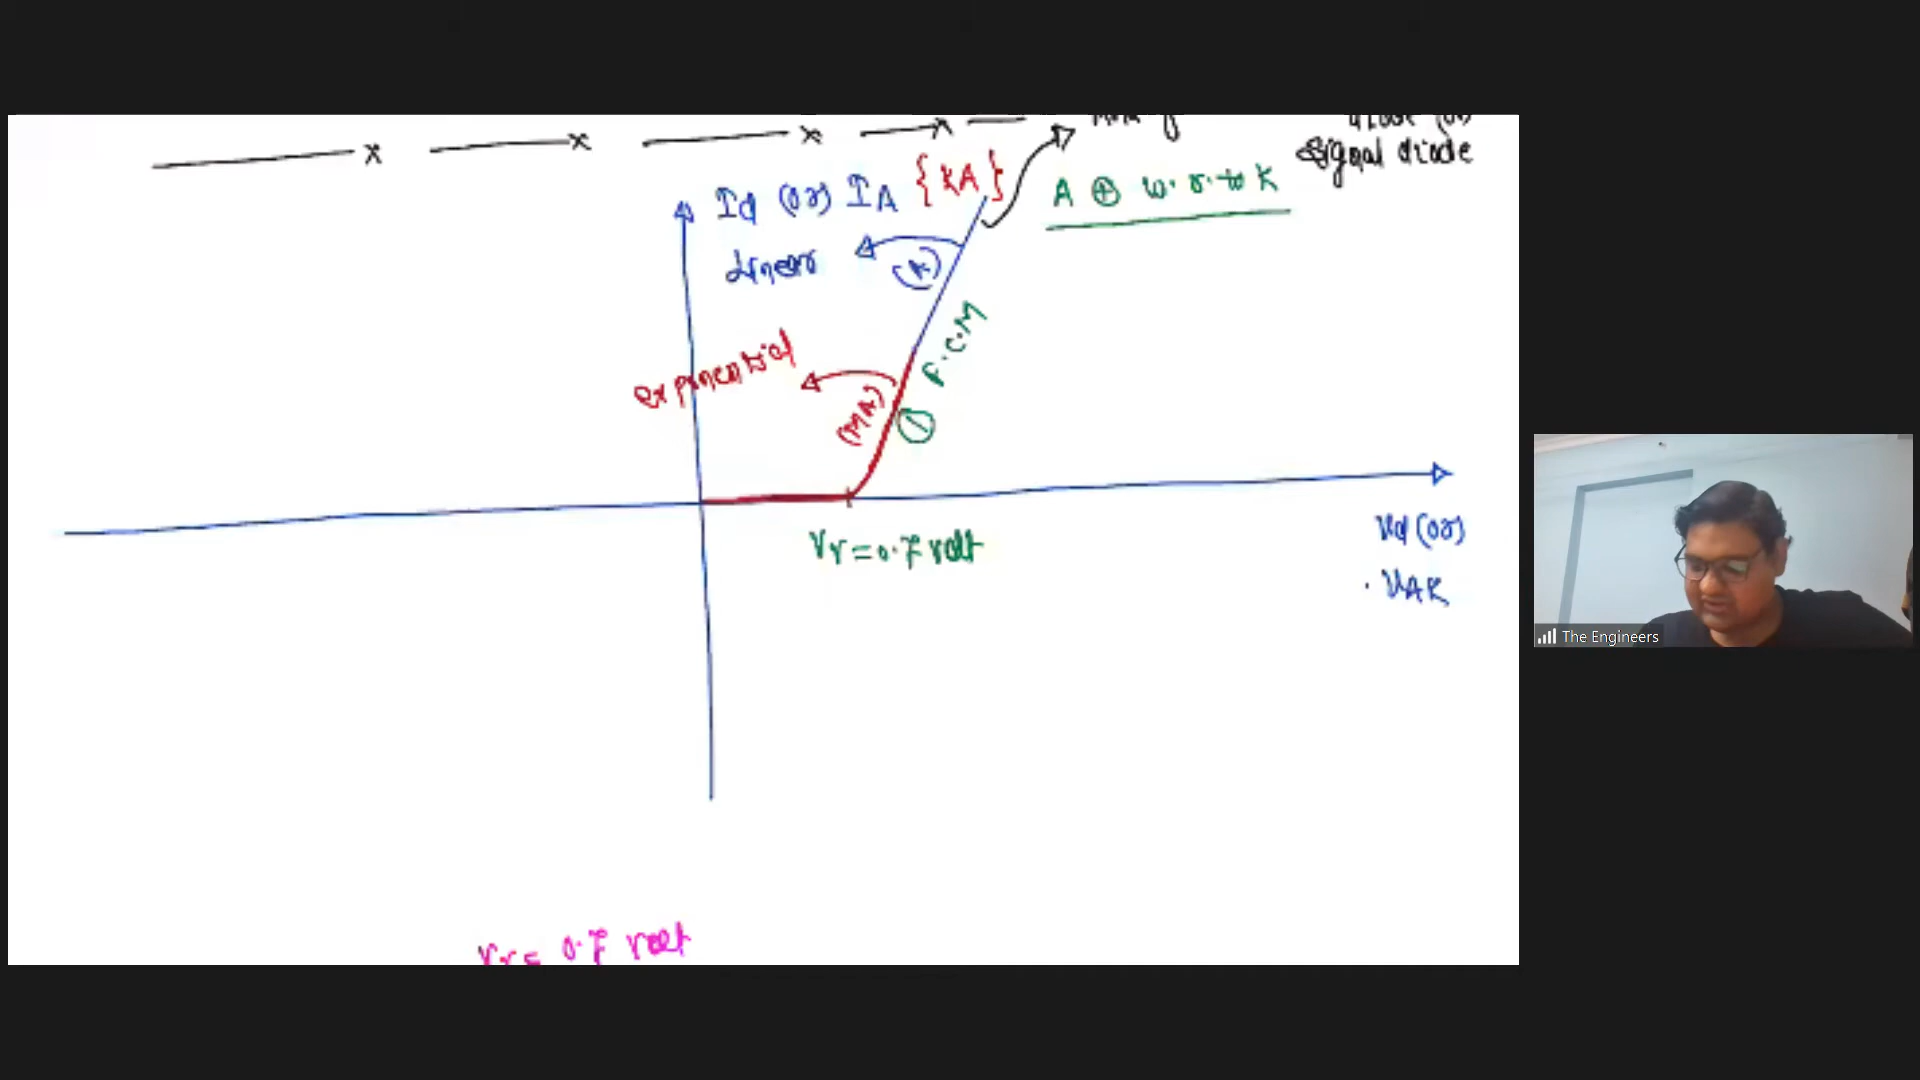 signal diode
Id (or) IA {KA}
A ⊕ w.r.to K
linear
(A)
F.C.M
exponential
(MA)
①
Vr = 0.7 volt
Vd (or)
VAK
Vr = 0.7 volt
The Engineers